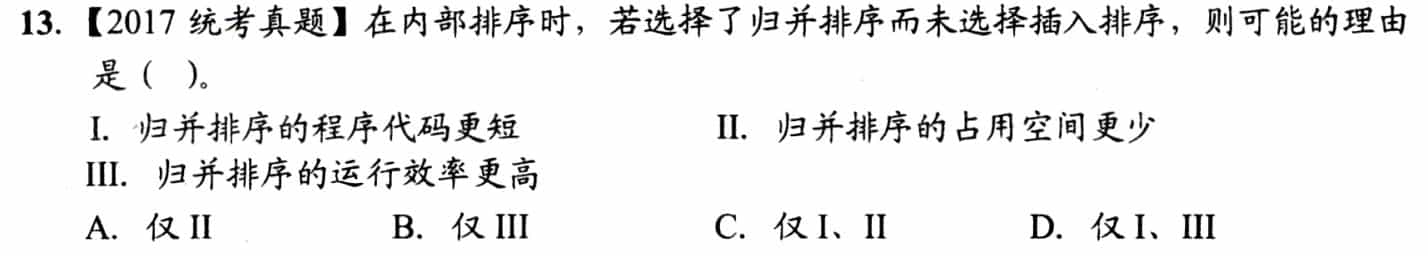 13. 【2017 统考真题】在内部排序时，若选择了归并排序而未选择插入排序，则可能的理由
是（ ）。
I. 归并排序的程序代码更短 II. 归并排序的占用空间更少
III. 归并排序的运行效率更高
A. 仅 II B. 仅 III C. 仅 I、II D. 仅 I、III